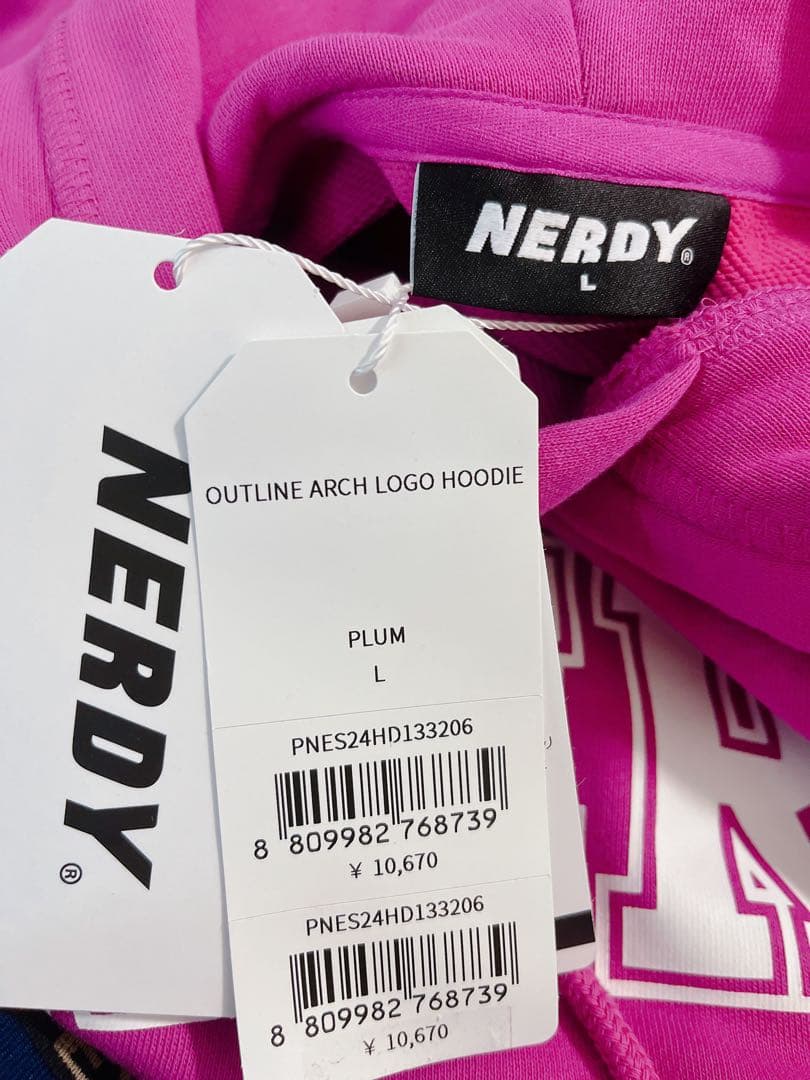 NERDY®
L
NERDY®
OUTLINE ARCH LOGO HOODIE
PLUM
L
PNES24HD133206
8 809982 768739
¥ 10,670
PNES24HD133206
8 809982 768739
¥ 10,670
R